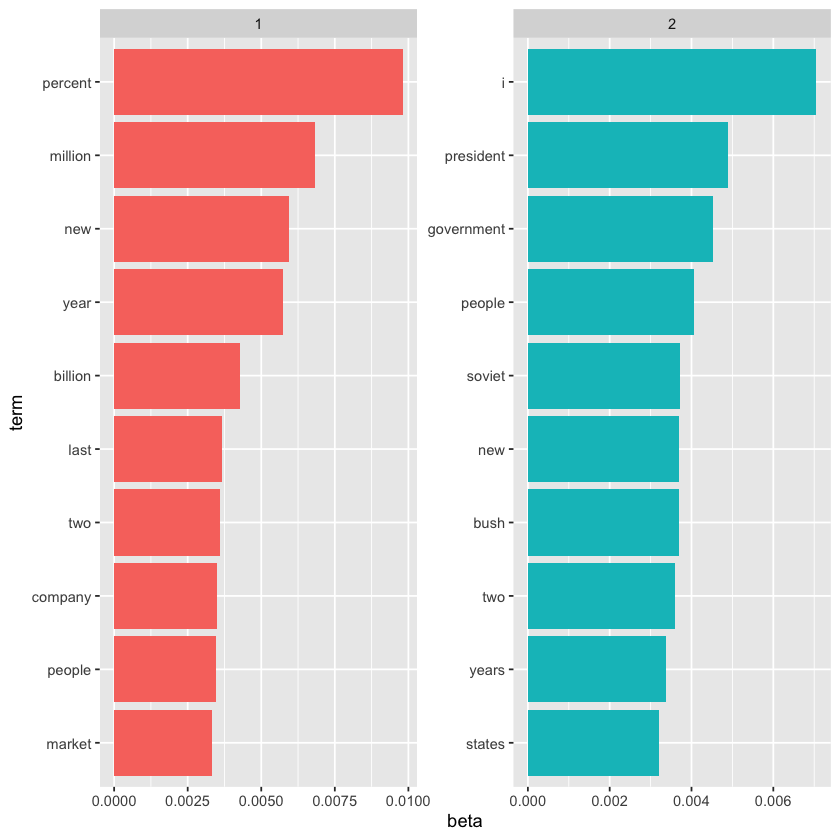 1
term
percent
million
new
year
billion
last
two
company
people
market
0.0000 0.0025 0.0050 0.0075 0.0100
2
i
president
government
people
soviet
new
bush
two
years
states
0.000 0.002 0.004 0.006
beta